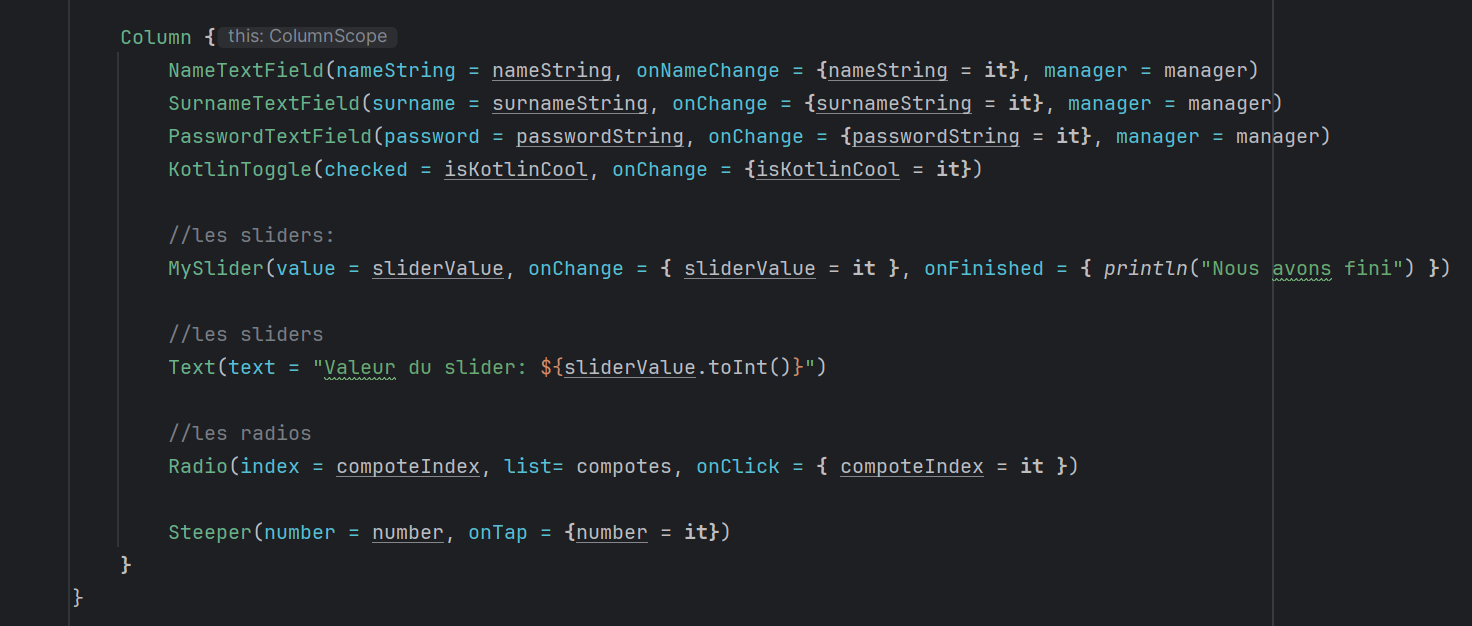 Column { this: ColumnScope
NameTextField(nameString = nameString, onNameChange = {nameString = it}, manager = manager)
SurnameTextField(surname = surnameString, onChange = {surnameString = it}, manager = manager)
PasswordTextField(password = passwordString, onChange = {passwordString = it}, manager = manager)
KotlinToggle(checked = isKotlinCool, onChange = {isKotlinCool = it})
//les sliders:
MySlider(value = sliderValue, onChange = { sliderValue = it }, onFinished = { println("Nous avons fini") })
//les sliders
Text(text = "Valeur du slider: ${sliderValue.toInt()}")
//les radios
Radio(index = compoteIndex, list= compotes, onClick = { compoteIndex = it })
Steeper(number = number, onTap = {number = it})
}
}